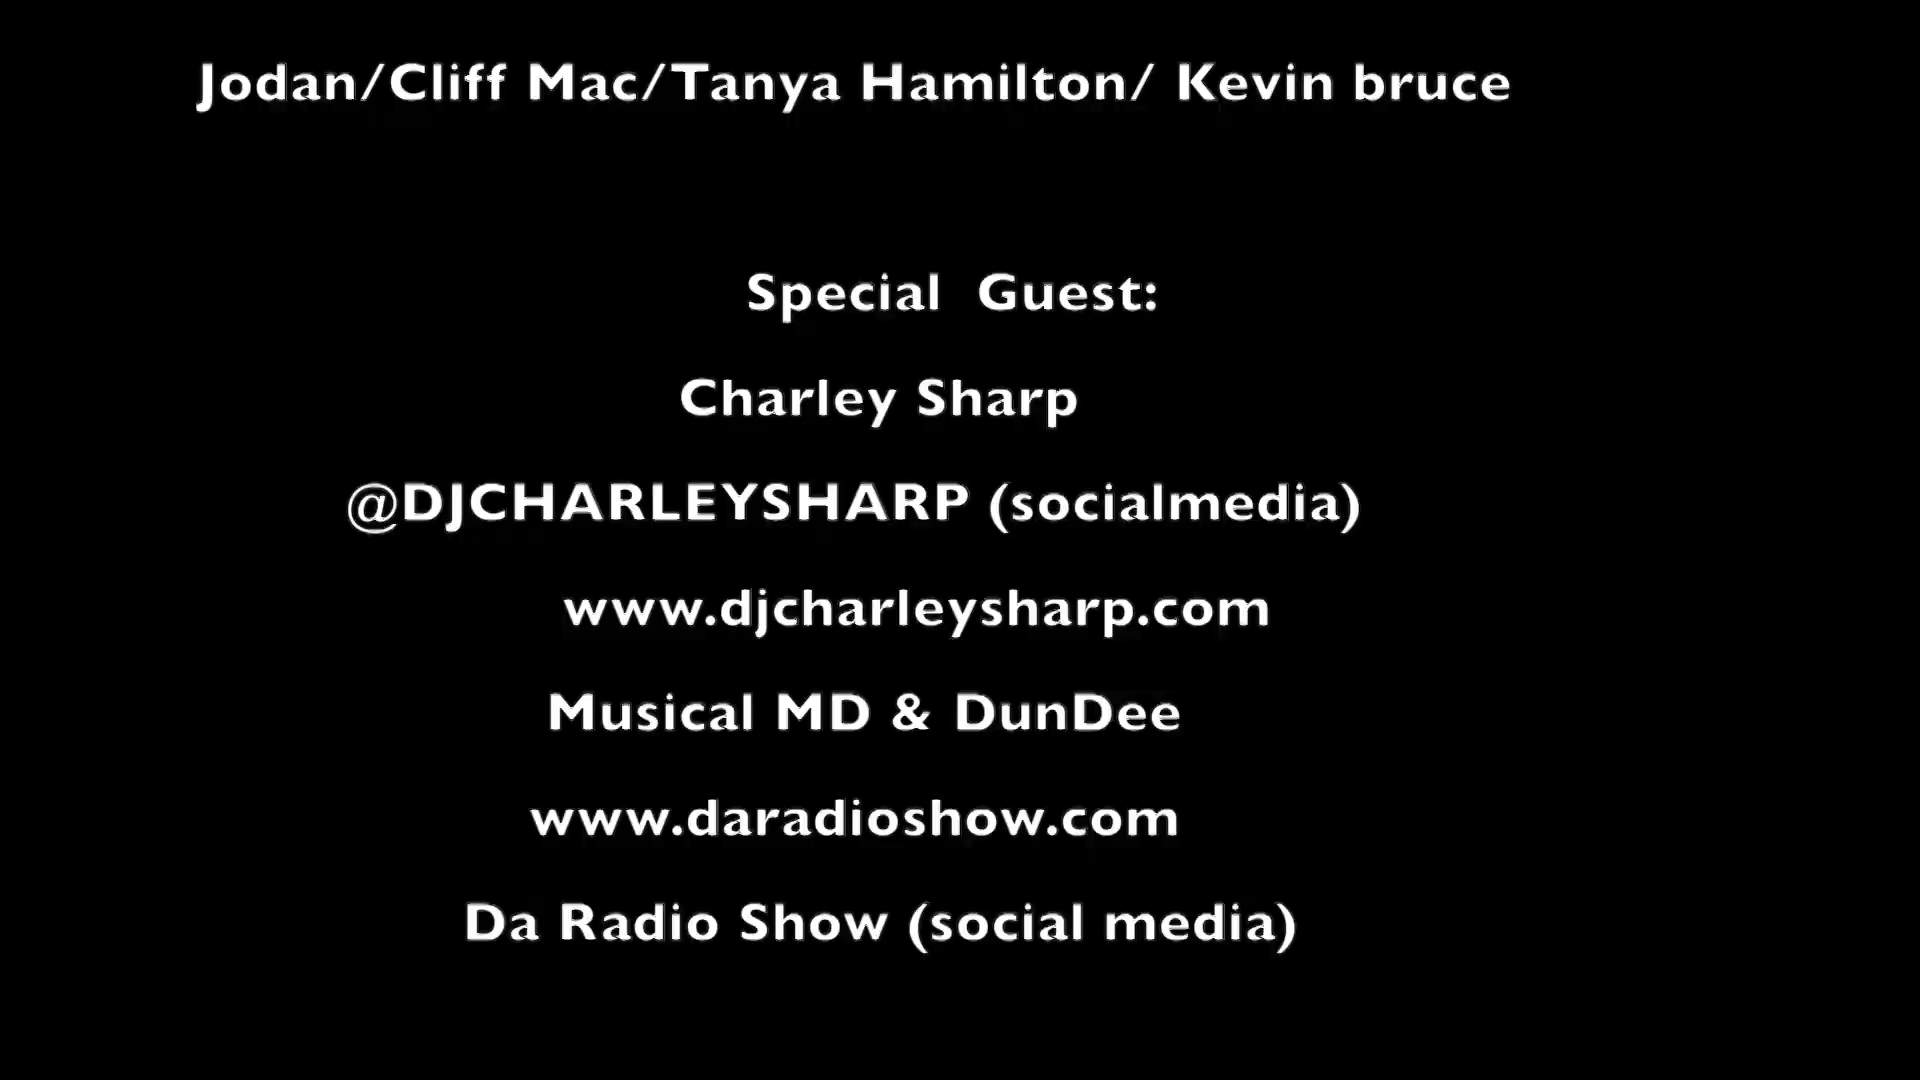 Jodan/Cliff Mac/Tanya Hamilton/ Kevin bruce
Special  Guest:
Charley Sharp
@DJCHARLEYSHARP (socialmedia)
www.djcharleysharp.com
Musical MD & DunDee
www.daradioshow.com
Da Radio Show (social media)